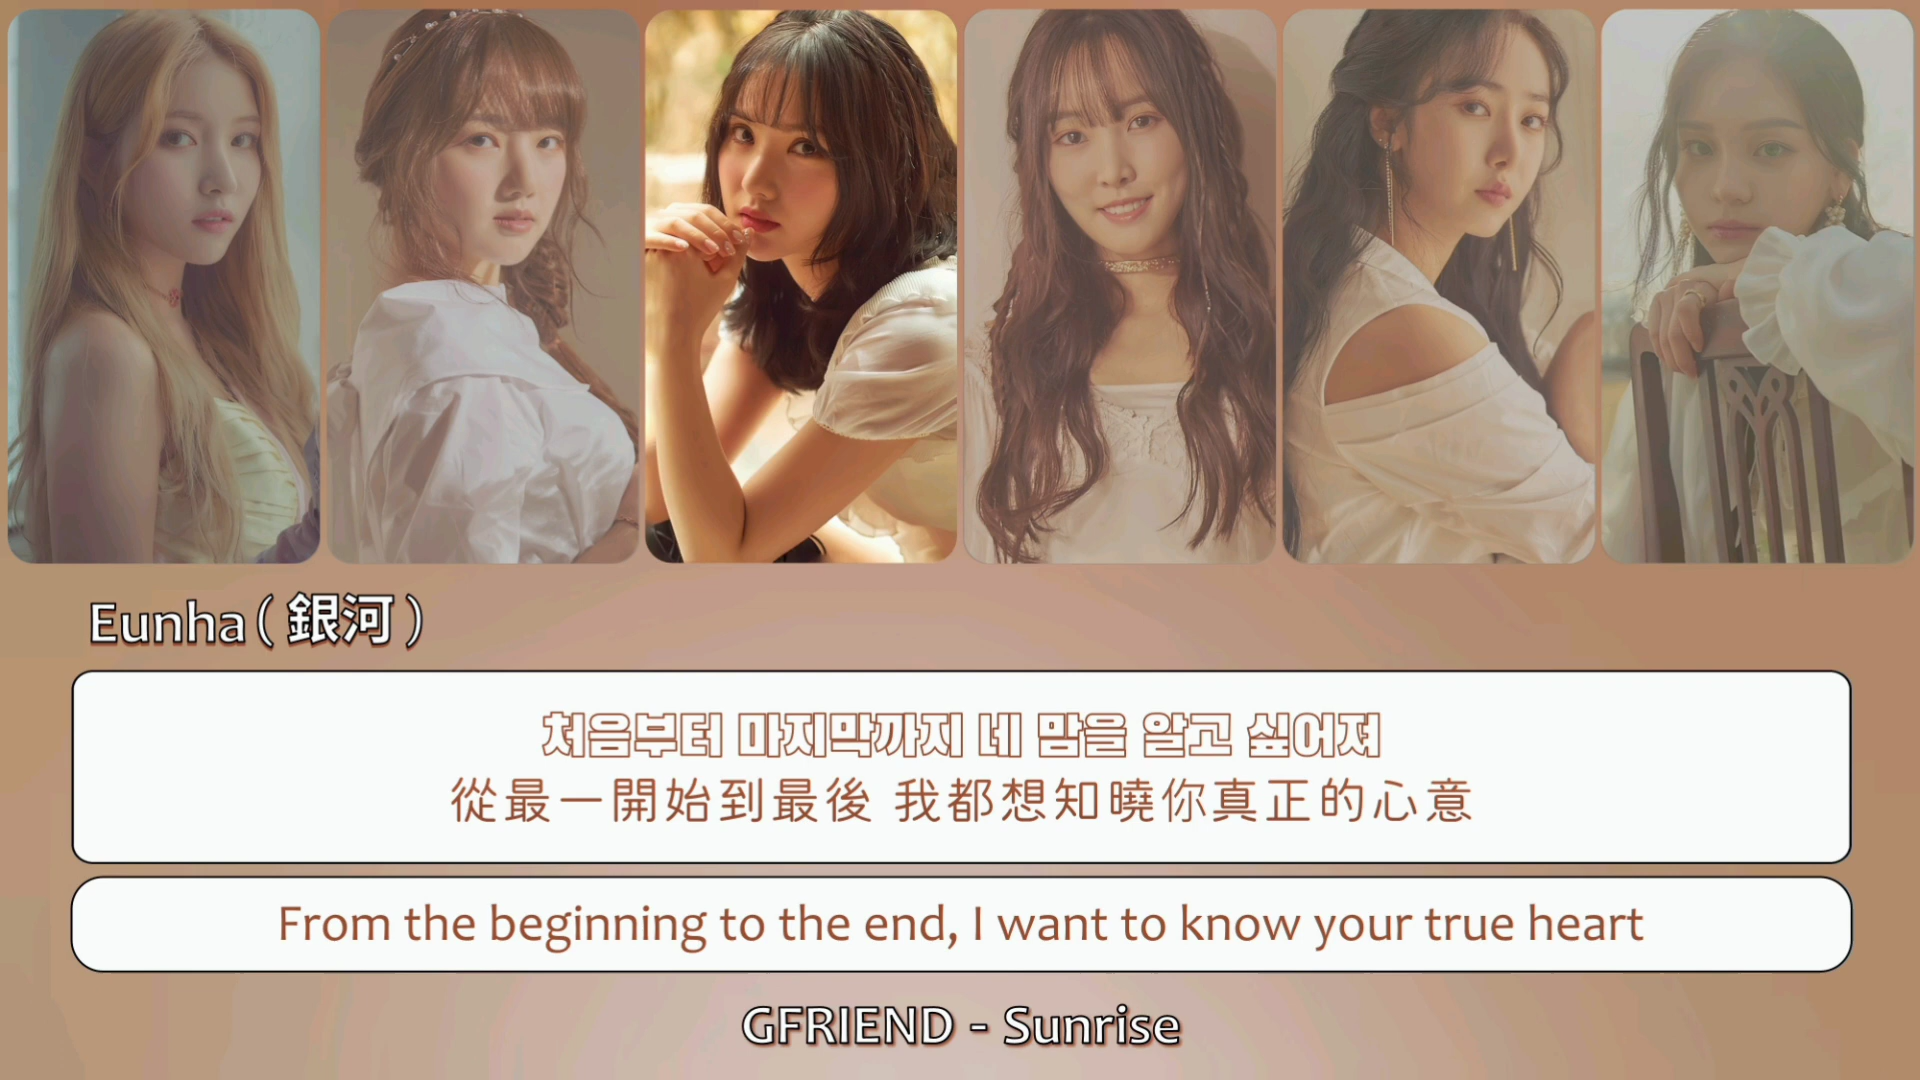 Eunha ( 銀河 )
처음부터 마지막까지 네 맘을 알고 싶어져
從最一開始到最後 我都想知曉你真正的心意
From the beginning to the end, I want to know your true heart
GFRIEND - Sunrise